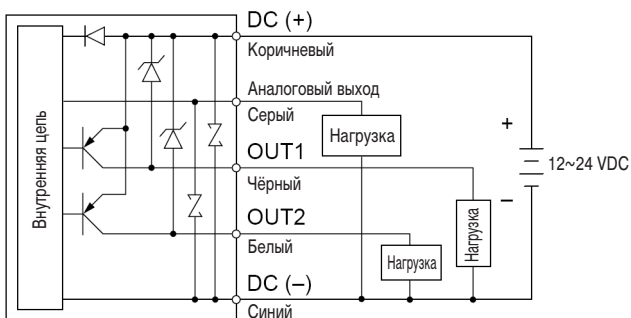 DC (+)
Коричневый
Аналоговый выход
Серый
Нагрузка
OUT1
Чёрный
OUT2
Белый
Нагрузка
Нагрузка
DC (–)
Синий
Внутренняя цепь
+
–
12~24 VDC